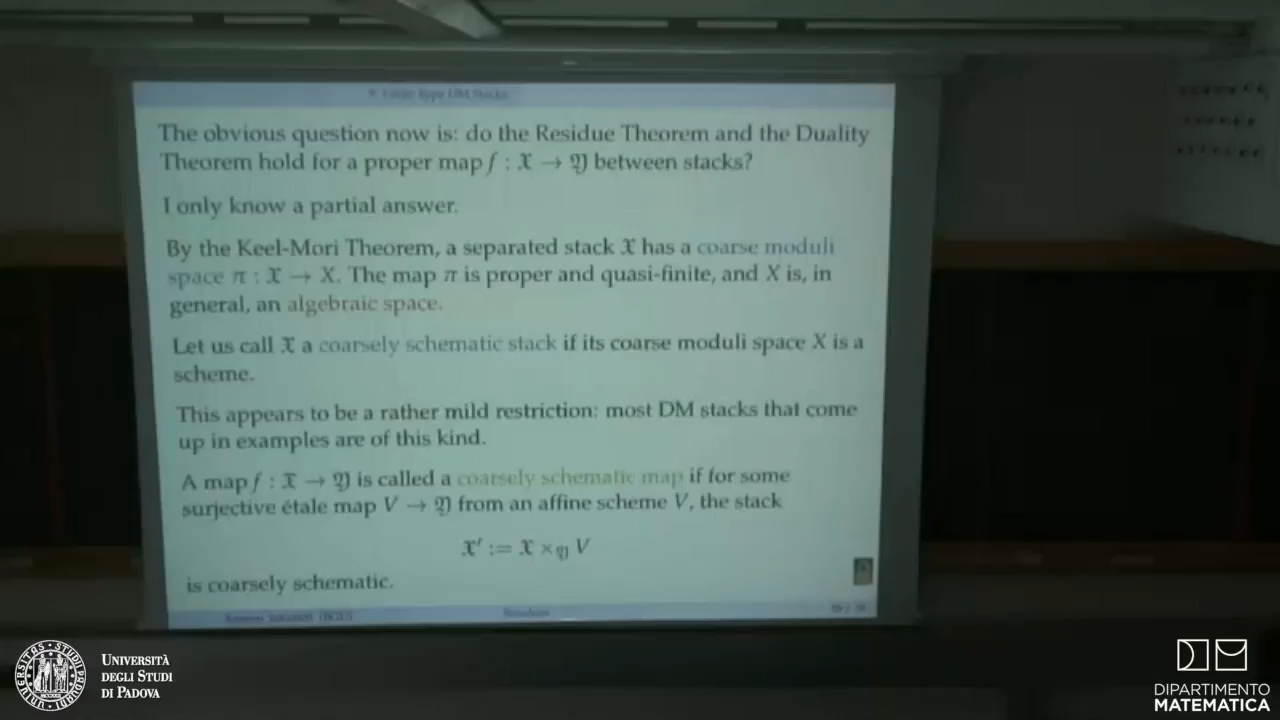 The obvious question now is: do the Residue Theorem and the Duality
Theorem hold for a proper map f : 𝔛 → 𝔜 between stacks?
I only know a partial answer.
By the Keel-Mori Theorem, a separated stack 𝔛 has a coarse moduli
space π : 𝔛 → X. The map π is proper and quasi-finite, and X is, in
general, an algebraic space.
Let us call 𝔛 a coarsely schematic stack if its coarse moduli space X is a
scheme.
This appears to be a rather mild restriction: most DM stacks that come
up in examples are of this kind.
A map f : 𝔛 → 𝔜 is called a coarsely schematic map if for some
surjective étale map V → 𝔜 from an affine scheme V, the stack
𝔛′ := 𝔛 ×𝔜 V
is coarsely schematic.
UNIVERSITÀ
DEGLI STUDI
DI PADOVA
DIPARTIMENTO
MATEMATICA